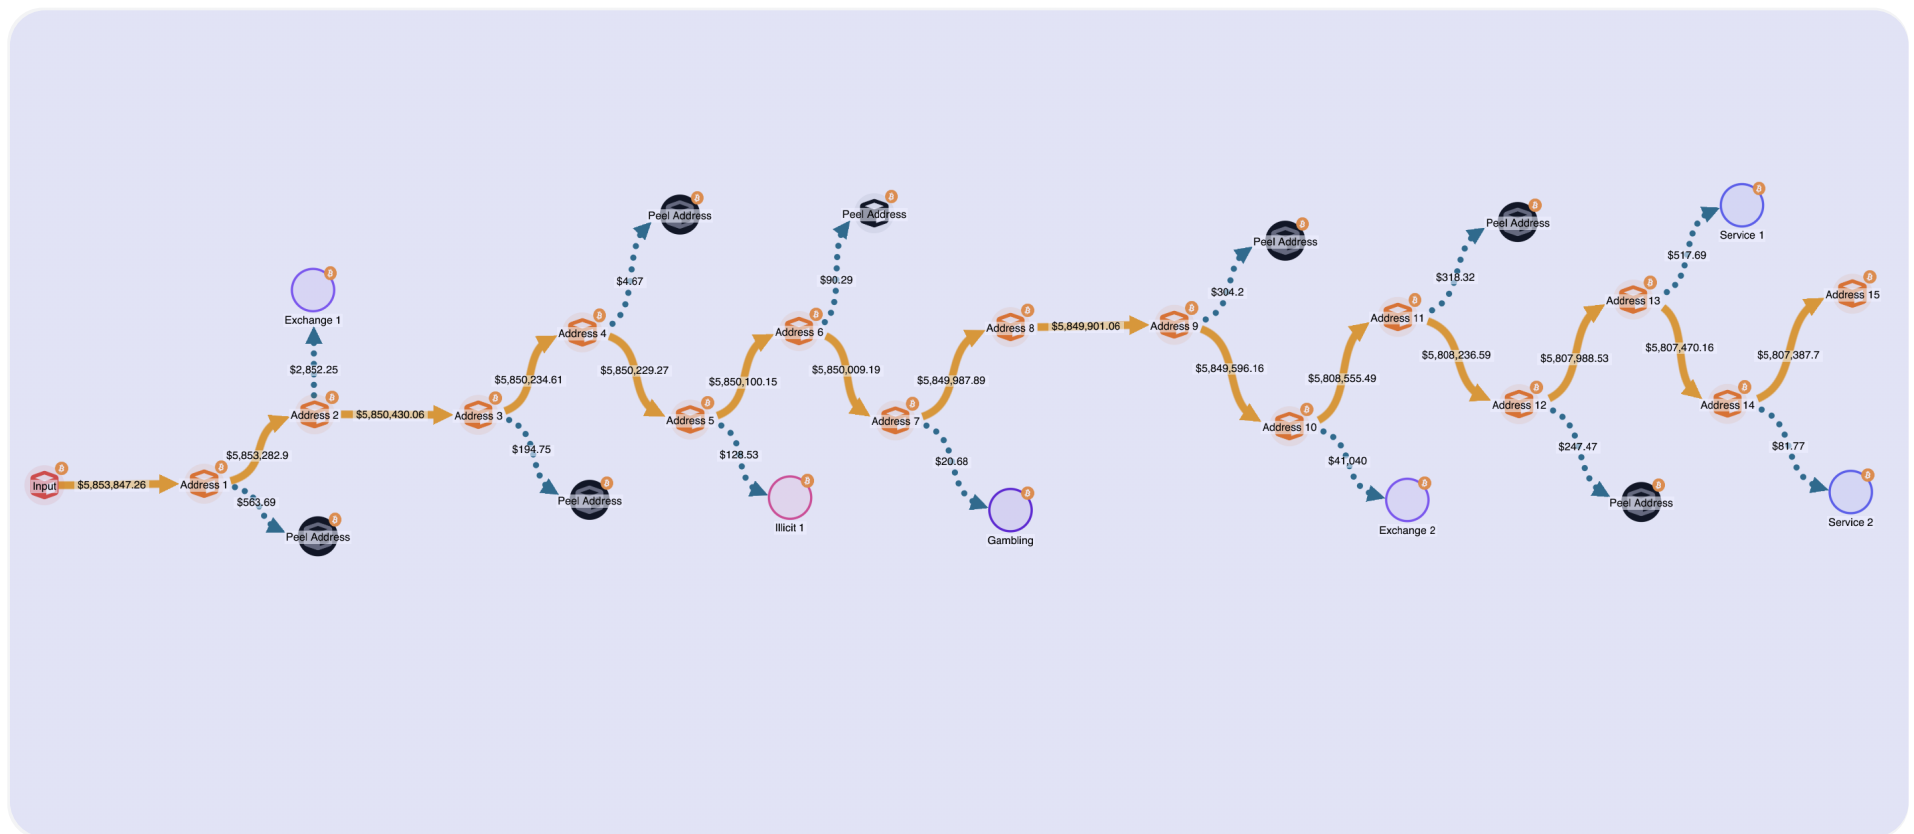 Input
$5,853,847.26
Address 1
$563.69
Peel Address
$5,853,282.9
Address 2
$2,852.25
Exchange 1
$5,850,430.06
Address 3
$194.75
Peel Address
$5,850,234.61
Address 4
$4.67
Peel Address
$5,850,229.27
Address 5
$128.53
Illicit 1
$5,850,100.15
Address 6
$90.29
Peel Address
$5,850,009.19
Address 7
$20.68
Gambling
$5,849,987.89
Address 8
$5,849,901.06
Address 9
$304.2
Peel Address
$5,849,596.16
Address 10
$41,040
Exchange 2
$5,808,555.49
Address 11
$318.32
Peel Address
$5,808,236.59
Address 12
$247.47
Peel Address
$5,807,988.53
Address 13
$517.69
Service 1
$5,807,470.16
Address 14
$81.77
Service 2
$5,807,387.7
Address 15